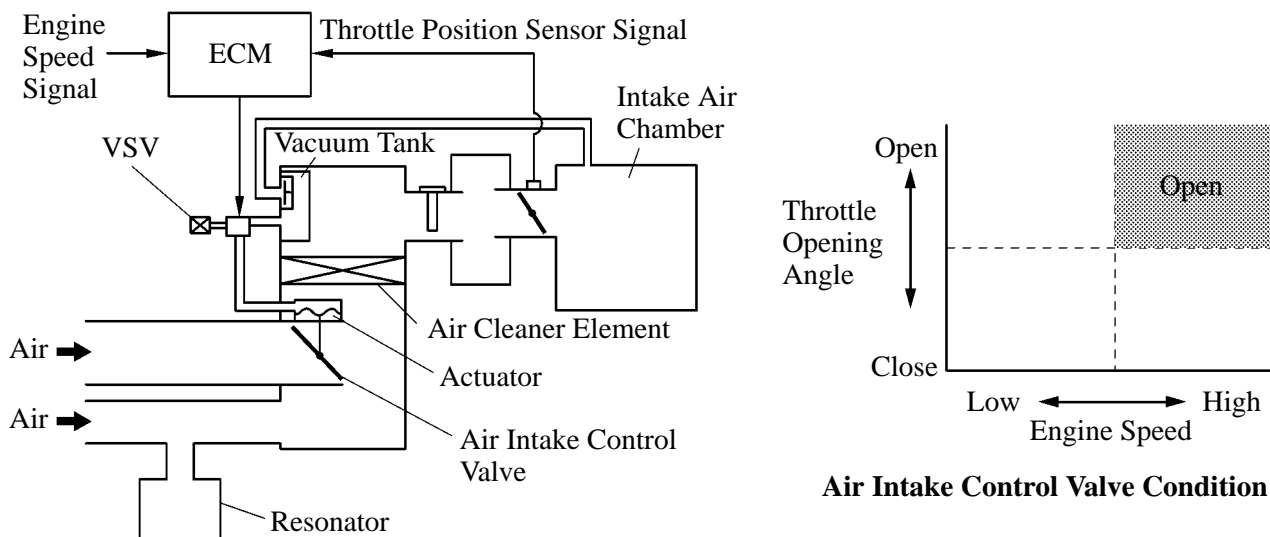 Engine
Speed
Signal
ECM
Throttle Position Sensor Signal
Intake Air
Chamber
VSV
Vacuum Tank
Air Cleaner Element
Air
Actuator
Air
Air Intake Control
Valve
Resonator
Open
Open
Throttle
Opening
Angle
Close
Low
High
Engine Speed
Air Intake Control Valve Condition